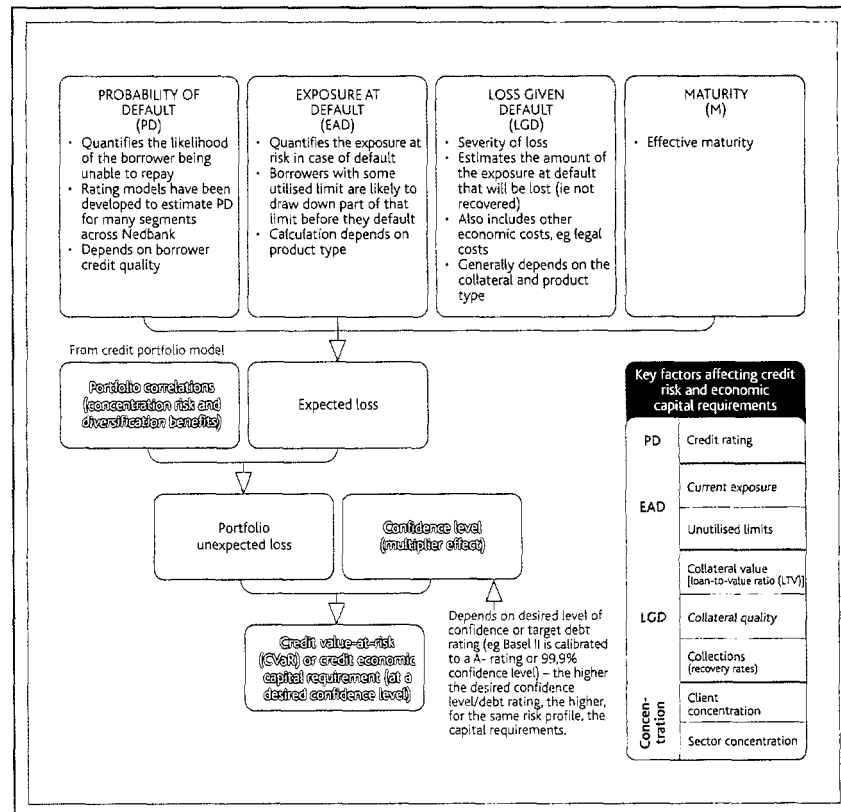 PROBABILITY OF
DEFAULT
(PD)
• Quantifies the likelihood
of the borrower being
unable to repay
• Rating models have been
developed to estimate PD
for many segments
across Nedbank
• Depends on borrower
credit quality
EXPOSURE AT
DEFAULT
(EAD)
• Quantifies the exposure at
risk in case of default
• Borrowers with some
utilised limit are likely to
draw down part of that
limit before they default
• Calculation depends on
product type
LOSS GIVEN
DEFAULT
(LGD)
• Severity of loss
• Estimates the amount of
the exposure at default
that will be lost (ie not
recovered)
• Also includes other
economic costs, eg legal
costs
• Generally depends on the
collateral and product
type
MATURITY
(M)
• Effective maturity
From credit portfolio model
Portfolio correlations
(concentration risk and
diversification benefits)
Expected loss
Portfolio
unexpected loss
Confidence level
(multiplier effect)
Credit value-at-risk
(CVaR) or credit economic
capital requirement (at a
desired confidence level)
Depends on desired level of
confidence or target debt
rating (eg Basel II is calibrated
to a A- rating or 99,9%
confidence level) – the higher
the desired confidence
level/debt rating, the higher,
for the same risk profile, the
capital requirements.
Key factors affecting credit
risk and economic
capital requirements
PD Credit rating
EAD
Current exposure
Unutilised limits
LGD
Collateral value
[loan-to-value ratio (LTV)]
Collateral quality
Collections
(recovery rates)
Concen-
tration
Client
concentration
Sector concentration